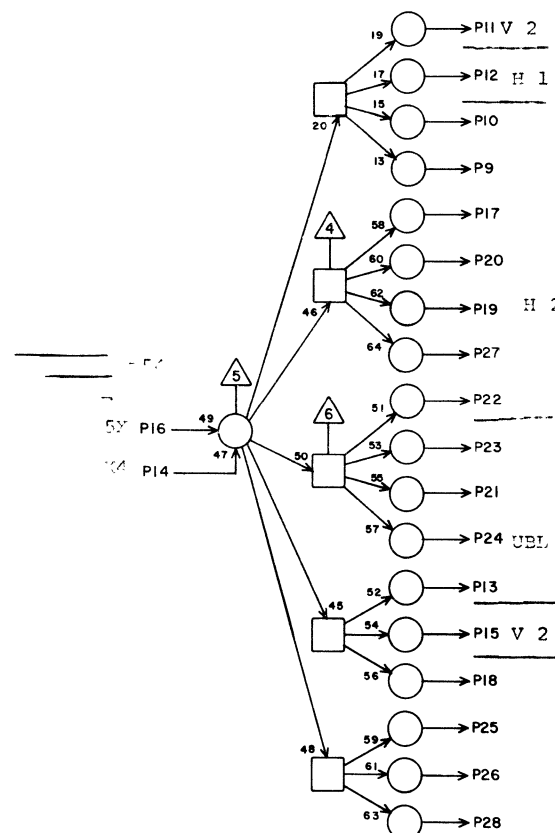 19 P11 V 2
17 P12 H 1
15 P10
20
13 P9
58 P17
4
60 P20
62 P19 H 2
46
64 P27
5
51 P22
6
49 P16
53 P23
47
50
P14
55 P21
57 P24 UBL
52 P13
45
54 P15 V 2
56 P18
59 P25
48
61 P26
63 P28